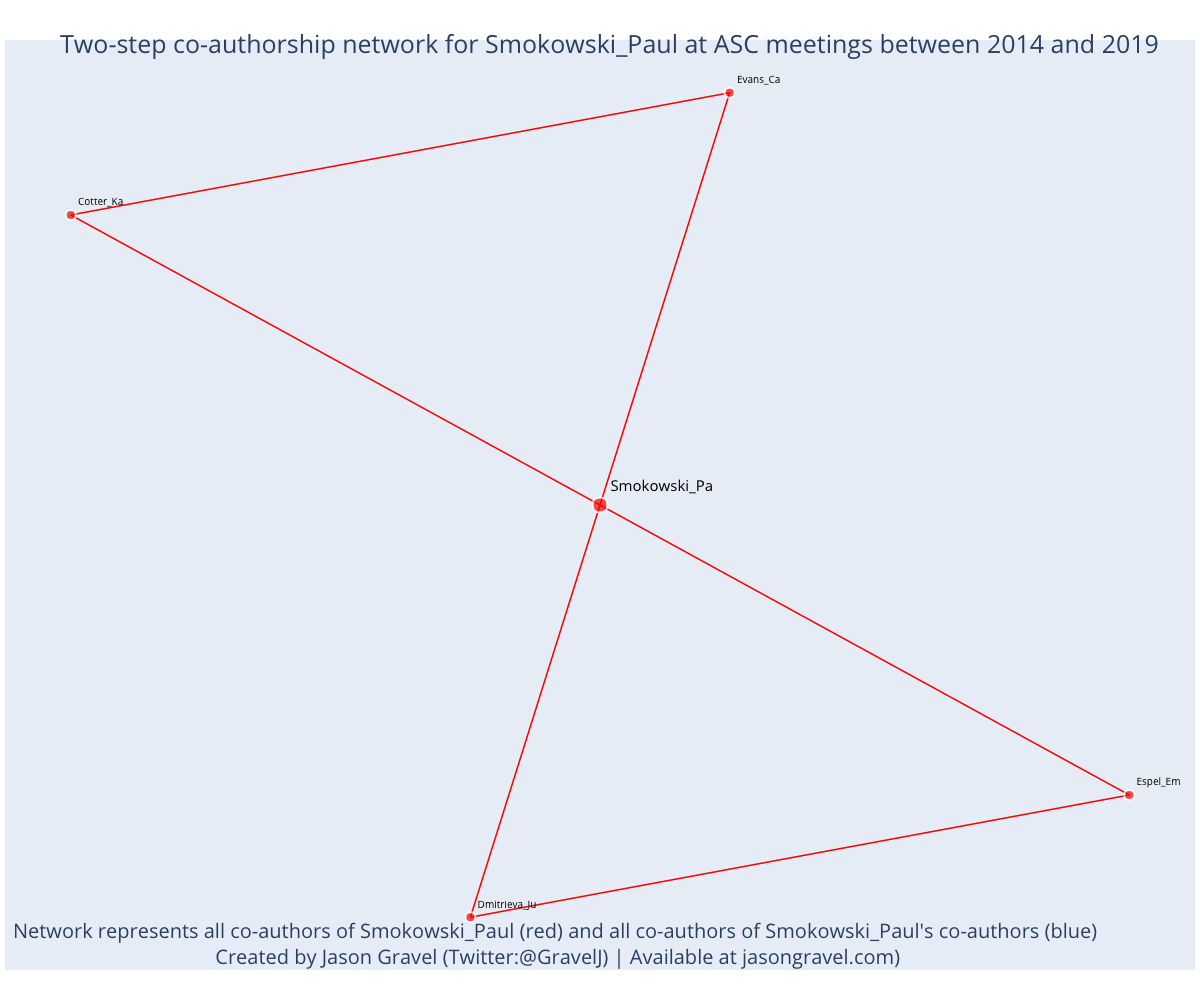 Two-step co-authorship network for Smokowski_Paul at ASC meetings between 2014 and 2019
Evans_Ca
Cotter_Ka
Smokowski_Pa
Espel_Em
Dmitrieva_Ju
Network represents all co-authors of Smokowski_Paul (red) and all co-authors of Smokowski_Paul's co-authors (blue)
Created by Jason Gravel (Twitter:@GravelJ) | Available at jasongravel.com)